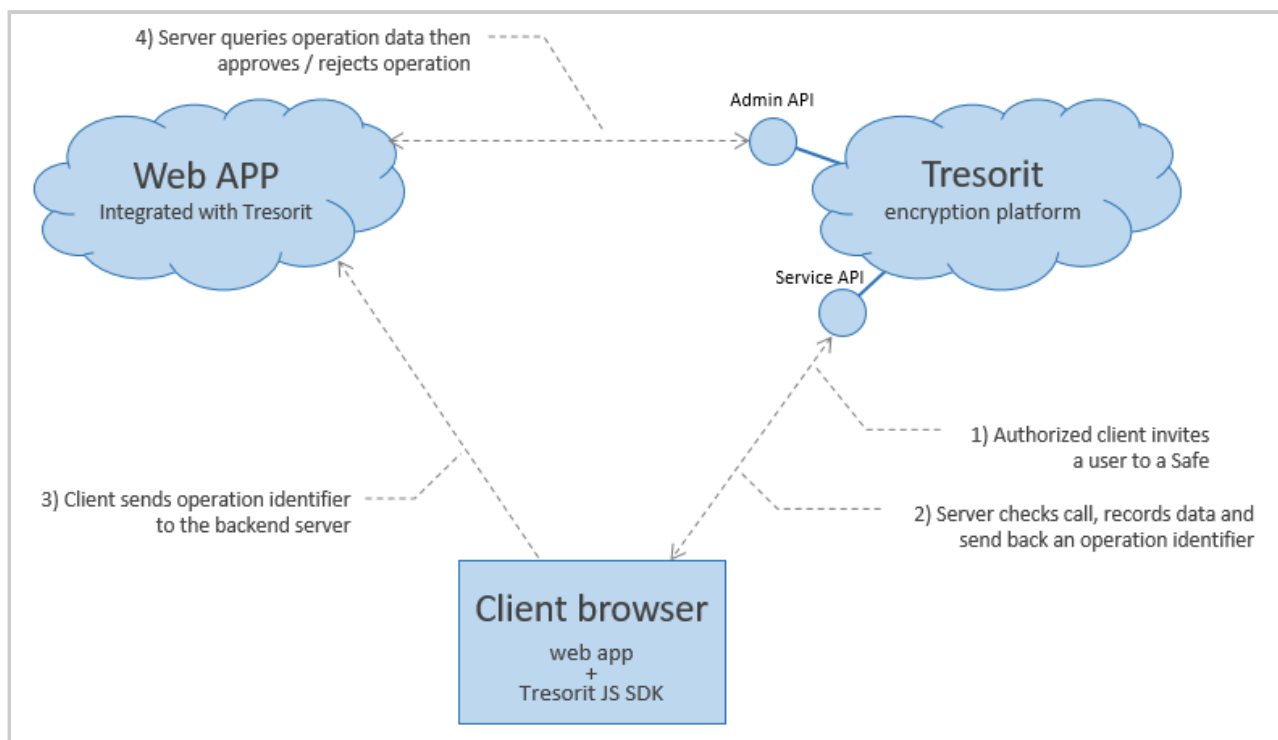 4) Server queries operation data then
approves / rejects operation
Admin API
Web APP
Integrated with Tresorit
Tresorit
encryption platform
Service API
1) Authorized client invites
a user to a Safe
3) Client sends operation identifier
to the backend server
2) Server checks call, records data and
send back an operation identifier
Client browser
web app
+
Tresorit JS SDK